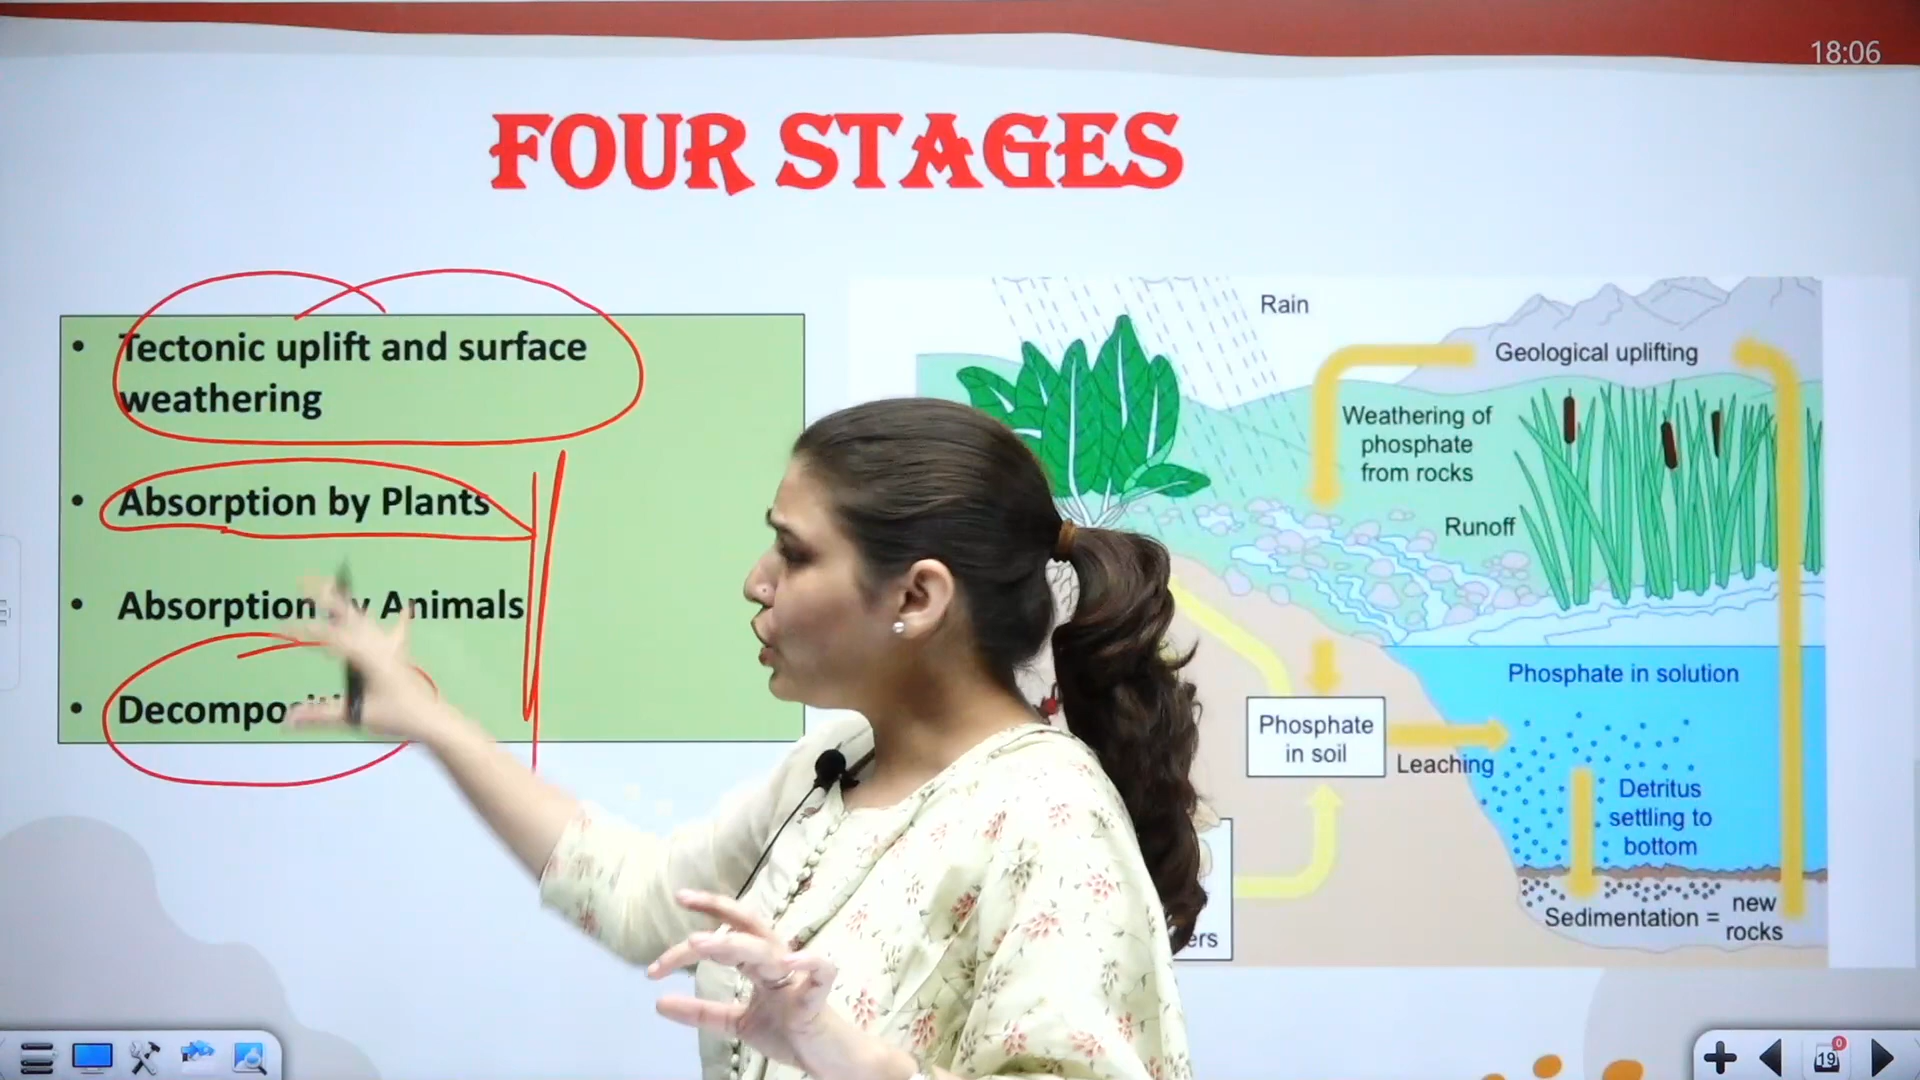 18:06
FOUR STAGES
• Tectonic uplift and surface
weathering
• Absorption by Plants
• Absorption Animals
•
Rain
Geological uplifting
Weathering of
phosphate
from rocks
Runoff
Phosphate in solution
Phosphate
in soil
Leaching
Detritus
settling to
bottom
Sedimentation = new
rocks
19
0